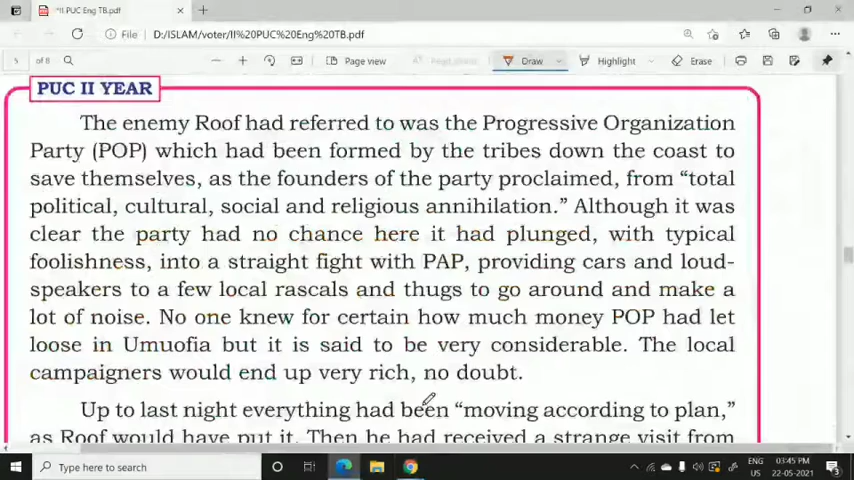 *II.PUC Eng TB.pdf
File
D:/ISLAM/voter/II%20PUC%20Eng%20TB.pdf
5 of 8
Page view
Read aloud
Draw
Highlight
Erase
PUC II YEAR
The enemy Roof had referred to was the Progressive Organization
Party (POP) which had been formed by the tribes down the coast to
save themselves, as the founders of the party proclaimed, from “total
political, cultural, social and religious annihilation.” Although it was
clear the party had no chance here it had plunged, with typical
foolishness, into a straight fight with PAP, providing cars and loud-
speakers to a few local rascals and thugs to go around and make a
lot of noise. No one knew for certain how much money POP had let
loose in Umuofia but it is said to be very considerable. The local
campaigners would end up very rich, no doubt.
Up to last night everything had been “moving according to plan,”
as Roof would have put it. Then he had received a strange visit from
Type here to search
ENG
US
03:45 PM
22-05-2021
3